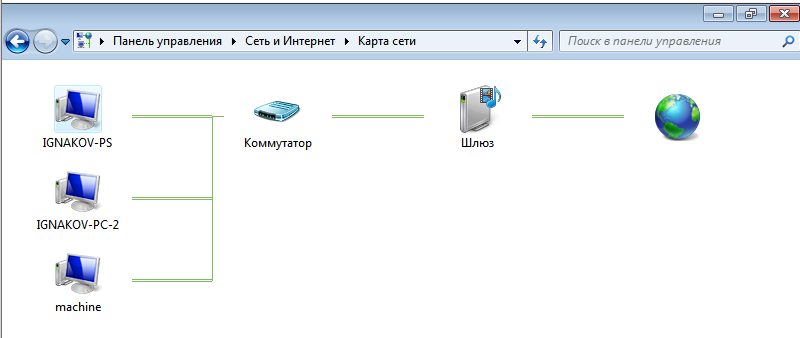 Панель управления Сеть и Интернет Карта сети Поиск в панели управления
IGNAKOV-PS Коммутатор Шлюз
IGNAKOV-PC-2
machine